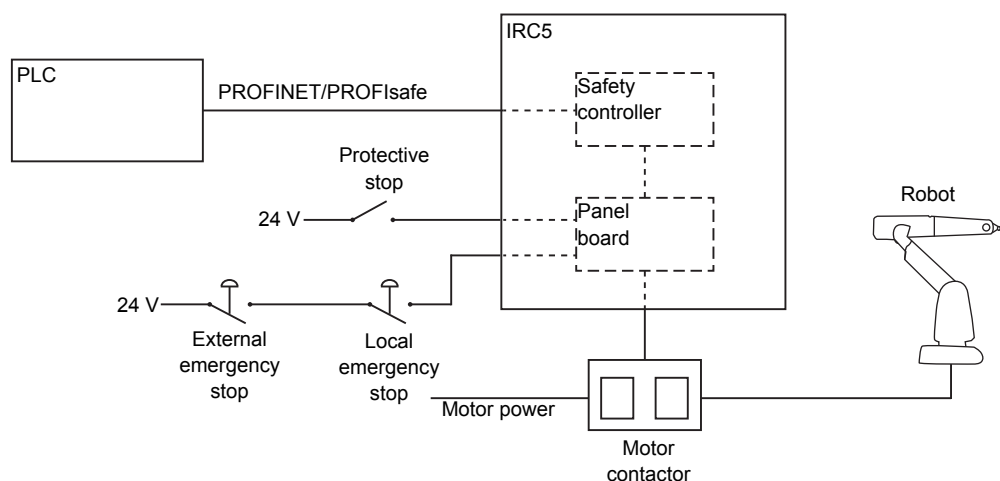 IRC5
PLC
PROFINET/PROFIsafe
Safety
controller
Protective
stop
24 V
Panel
board
Robot
24 V
External
emergency
stop
Local
emergency
stop
Motor power
Motor
contactor